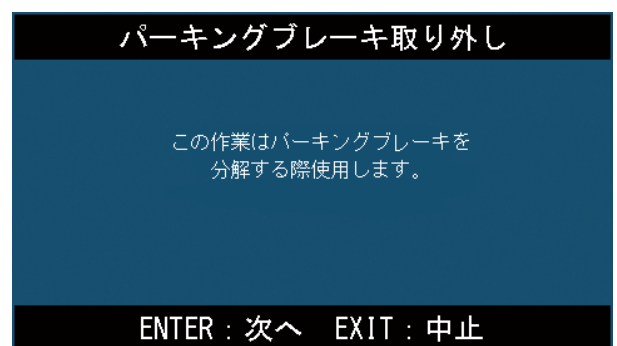 パーキングブレーキ取り外し
この作業はパーキングブレーキを
分解する際使用します。
ENTER：次へ　EXIT：中止